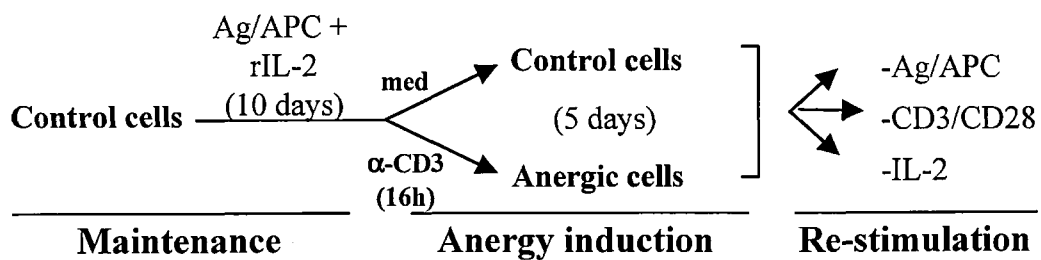 Ag/APC +
rIL-2
(10 days)
Control cells
med
α-CD3
(16h)
Control cells
(5 days)
Anergic cells
-Ag/APC
-CD3/CD28
-IL-2
Maintenance
Anergy induction
Re-stimulation